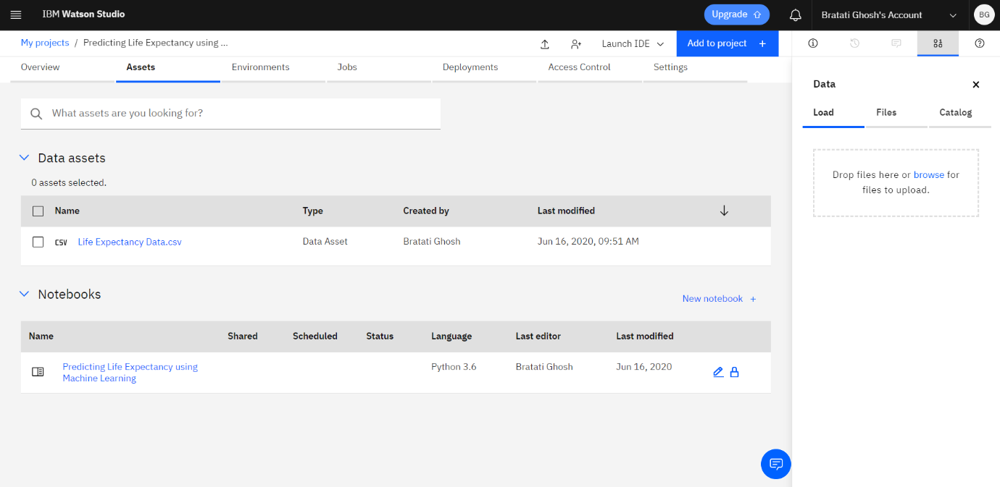 IBM Watson Studio
Upgrade
Bratati Ghosh's Account
BG
My projects / Predicting Life Expectancy using ...
Launch IDE
Add to project +
Overview
Assets
Environments
Jobs
Deployments
Access Control
Settings
What assets are you looking for?
Data assets
0 assets selected.
Name Type Created by Last modified
CSV Life Expectancy Data.csv Data Asset Bratati Ghosh Jun 16, 2020, 09:51 AM
Notebooks
New notebook +
Name Shared Scheduled Status Language Last editor Last modified
Predicting Life Expectancy using
Machine Learning
Python 3.6 Bratati Ghosh Jun 16, 2020
Data
Load Files Catalog
Drop files here or browse for
files to upload.